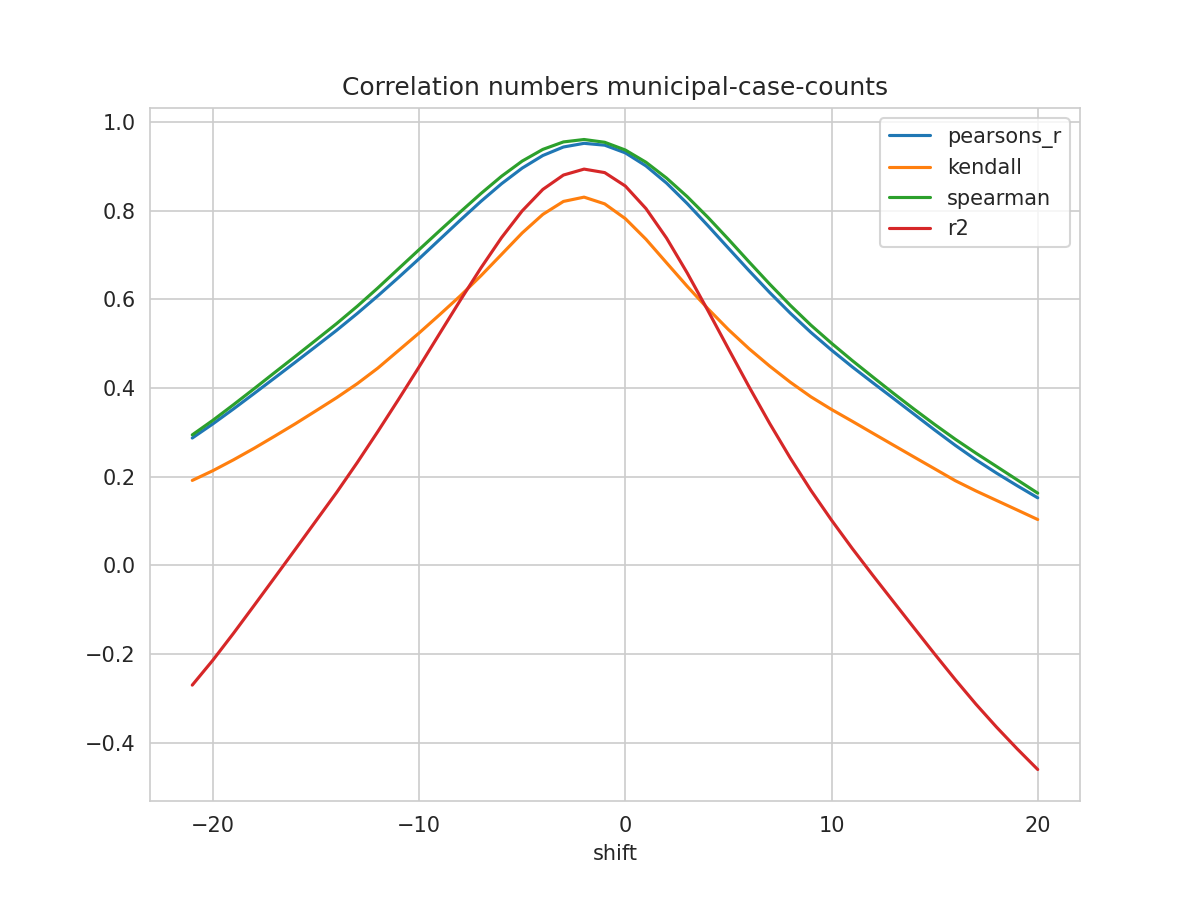 Correlation numbers municipal-case-counts
1.0
0.8
0.6
0.4
0.2
0.0
−0.2
−0.4
pearsons_r
kendall
spearman
r2
−20 −10 0 10 20
shift